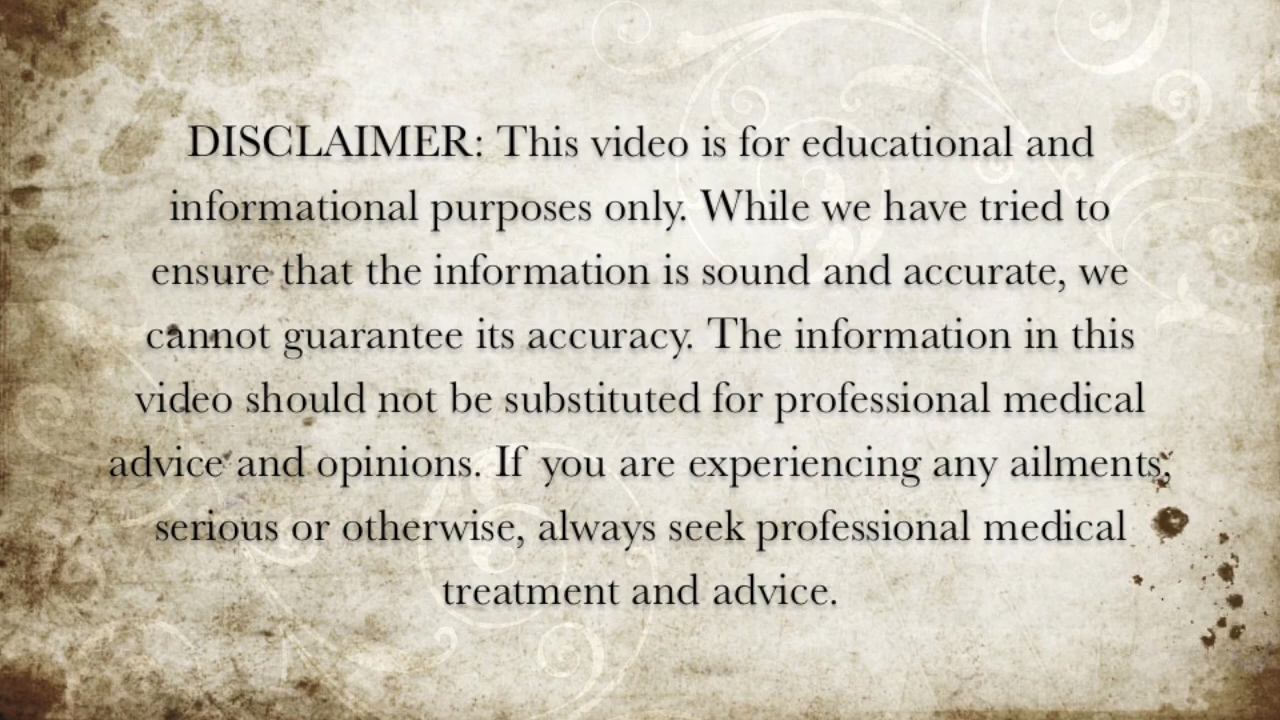 DISCLAIMER: This video is for educational and
informational purposes only. While we have tried to
ensure that the information is sound and accurate, we
cannot guarantee its accuracy. The information in this
video should not be substituted for professional medical
advice and opinions. If you are experiencing any ailments,
serious or otherwise, always seek professional medical
treatment and advice.